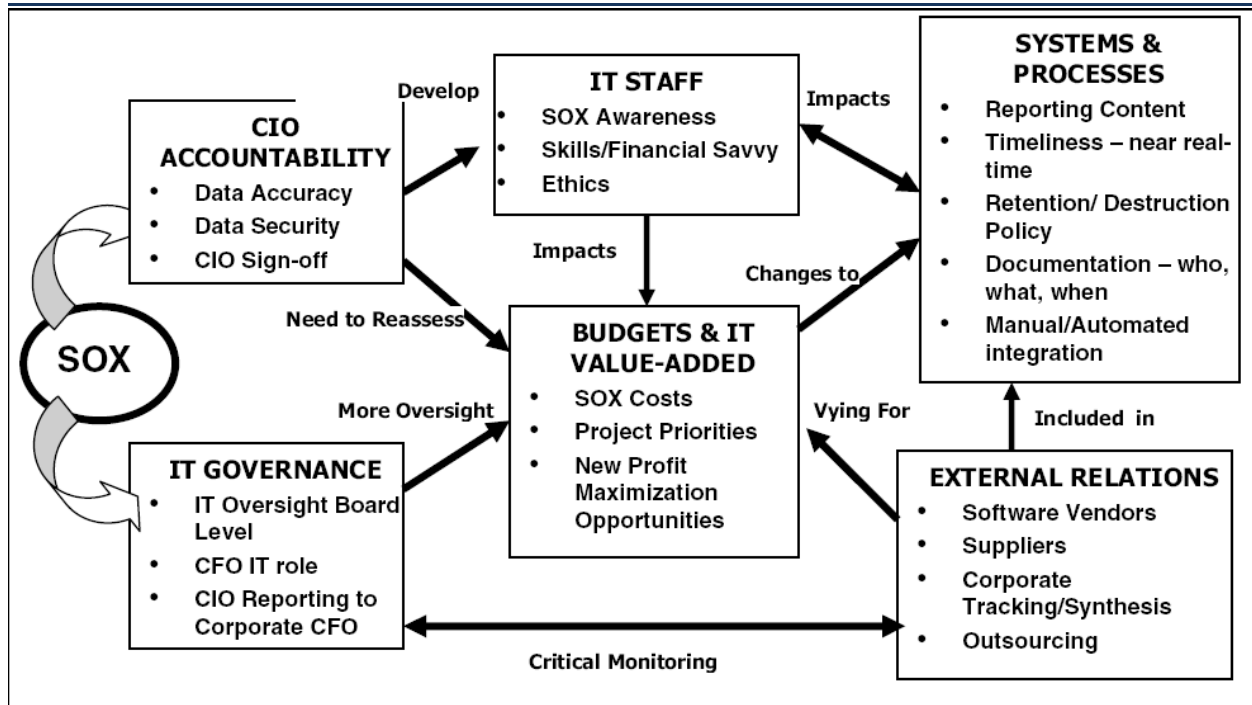 SOX
CIO
ACCOUNTABILITY
• Data Accuracy
• Data Security
• CIO Sign-off
IT GOVERNANCE
• IT Oversight Board
Level
• CFO IT role
• CIO Reporting to
Corporate CFO
Develop
Need to Reassess
More Oversight
IT STAFF
• SOX Awareness
• Skills/Financial Savvy
• Ethics
Impacts
BUDGETS & IT
VALUE-ADDED
• SOX Costs
• Project Priorities
• New Profit
Maximization
Opportunities
Impacts
Changes to
Vying For
SYSTEMS &
PROCESSES
• Reporting Content
• Timeliness – near real-
time
• Retention/ Destruction
Policy
• Documentation – who,
what, when
• Manual/Automated
integration
Included in
EXTERNAL RELATIONS
• Software Vendors
• Suppliers
• Corporate
Tracking/Synthesis
• Outsourcing
Critical Monitoring